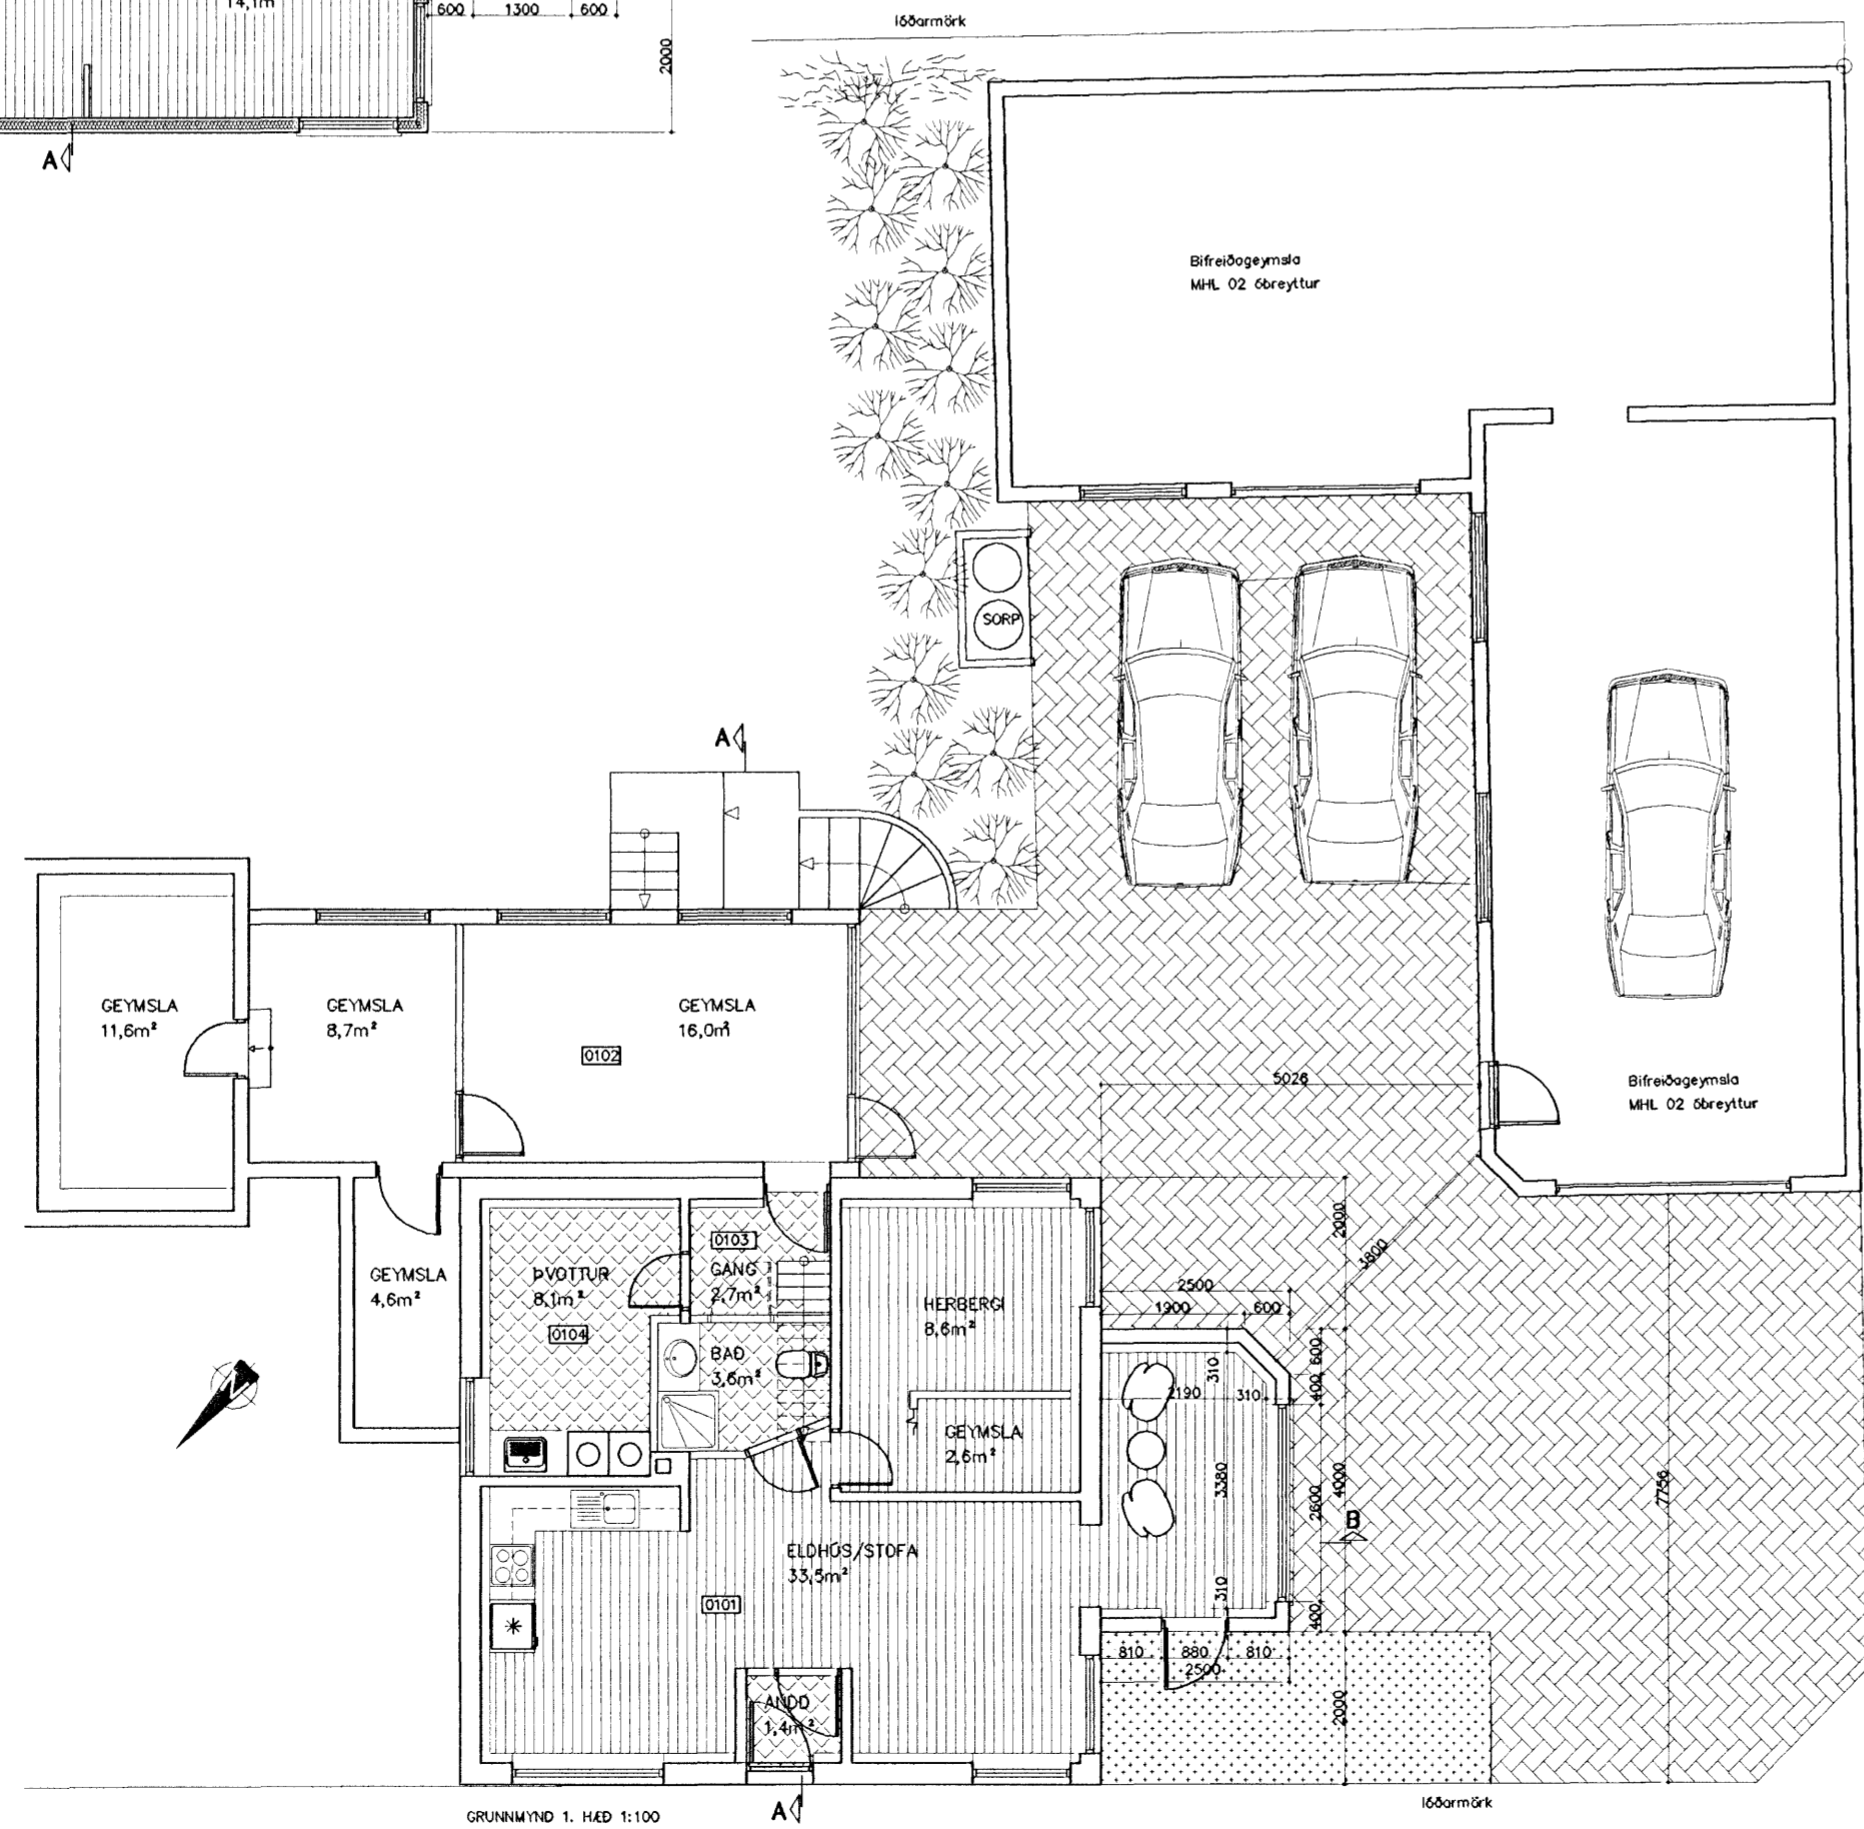 14,1m
600 1300 600
2000
A
lóðarmörk
Bifreiðageymsla
MHL 02 óbreyttur
SORP
A
GEYMSLA
11,6m²
GEYMSLA
8,7m²
GEYMSLA
16,0m²
0102
5026
Bifreiðageymsla
MHL 02 óbreyttur
GEYMSLA
4,6m²
ÞVOTTUR
8,1m²
0104
0103
GANG
2,7m²
BAÐ
3,6m²
HERBERGI
8,6m²
GEYMSLA
2,6m²
2000
3800
2500
1900 600
310
2190 310
600
400
3380
2600
4000
B
7756
310
400
ELDHÚS/STOFA
33,5m²
0101
810 880 810
2500
2000
ANDD
1,4m²
GRUNNMYND 1. HÆÐ 1:100
A
lóðarmörk